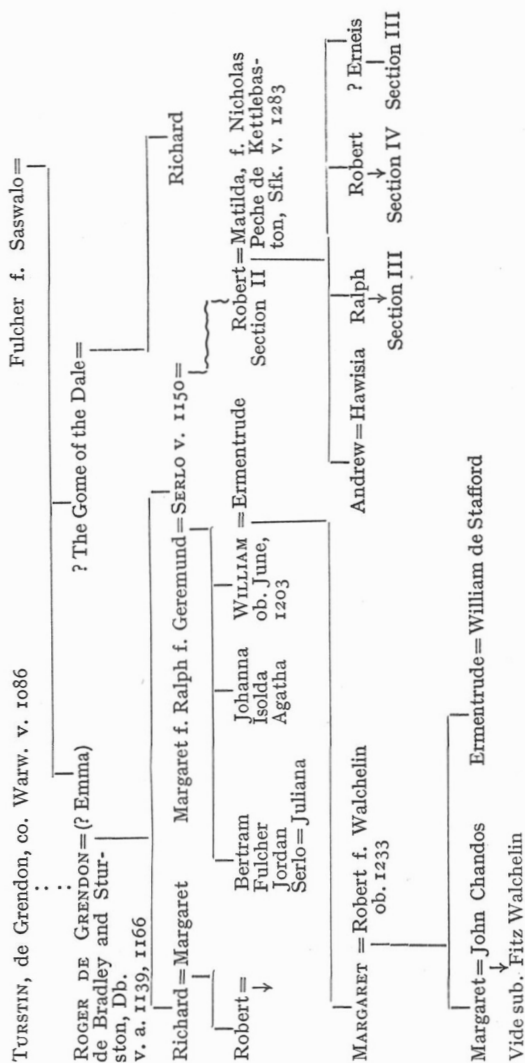 TURSTIN, de Grendon, co. Warw. v. 1086
Fulcher f. Saswalo=
ROGER DE GRENDON=(? Emma)
de Bradley and Stur-
ston, Db.
v. a. 1139, 1166
? The Gome of the Dale=
Richard=Margaret
Margaret f. Ralph f. Geremund=SERLO v. 1150=
Richard
Robert=
Bertram
Fulcher
Jordan
Serlo=Juliana
Johanna
Isolda
Agatha
WILLIAM =Ermentrude
ob. June,
1203
Robert=Matilda, f. Nicholas
Section II Peche de Kettlebas-
ton, Sfk. v. 1283
MARGARET =Robert f. Walchelin
ob. 1233
Andrew=Hawisia
Ralph
Section III
Robert
Section IV
? Erneis
Section III
Margaret=John Chandos
Ermentrude=William de Stafford
Vide sub. Fitz Walchelin